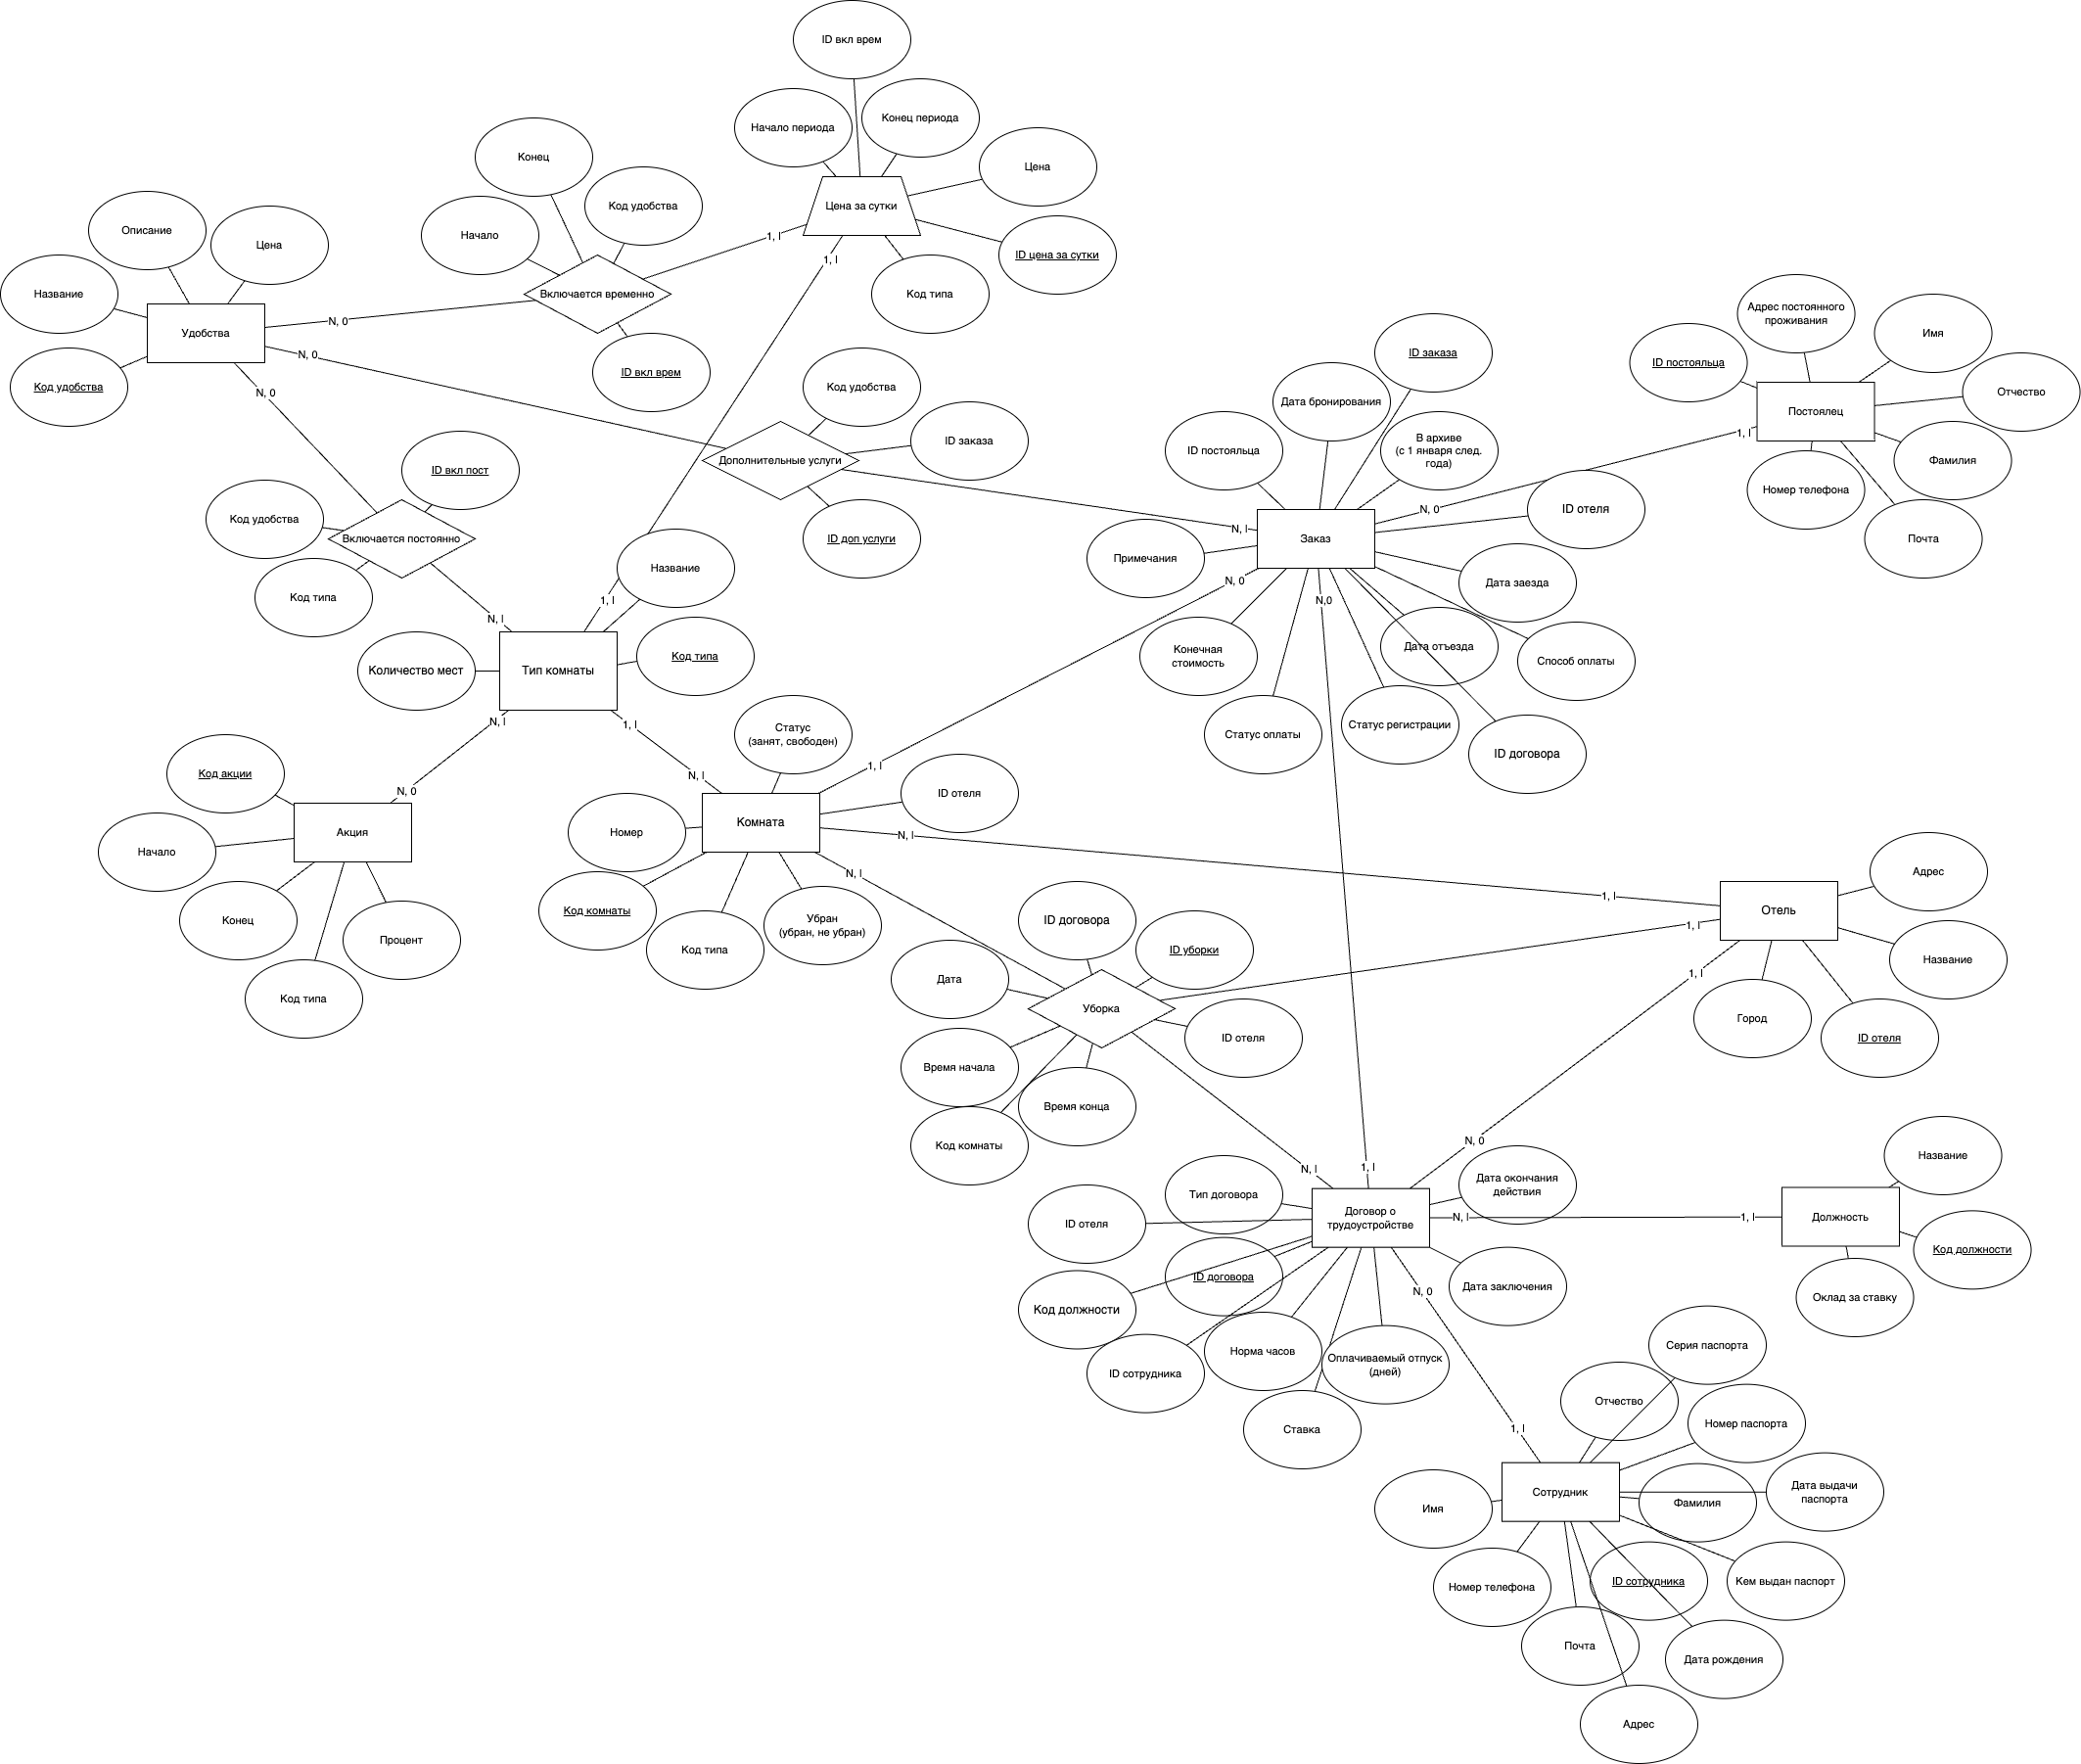 ID вкл врем
Начало периода
Конец периода
Цена
Цена за сутки
ID цена за сутки
Код типа
1, I
1, I
Конец
Код удобства
Начало
Включается временно
ID вкл врем
Описание
Цена
Название
Удобства
Код удобства
N, 0
N, 0
N, 0
Код удобства
ID заказа
Дополнительные услуги
ID доп услуги
ID вкл пост
Код удобства
Включается постоянно
Код типа
N, I
1, I
Название
Количество мест
Тип комнаты
Код типа
N, I
1, I
Код акции
N, 0
Начало
Акция
Конец
Процент
Код типа
ID заказа
Дата бронирования
ID постояльца
В архиве
(с 1 января след.
года)
N, 0
ID отеля
N, I
Заказ
Примечания
Дата заезда
N, 0
N,0
Конечная
стоимость
Дата отъезда
Способ оплаты
Статус оплаты
Статус регистрации
ID договора
Адрес постоянного
проживания
Имя
ID постояльца
Отчество
Постоялец
1, I
Фамилия
Номер телефона
Почта
Статус
(занят, свободен)
N, I
1, I
ID отеля
Номер
Комната
N, I
N, I
Код комнаты
Убран
(убран, не убран)
Код типа
Адрес
1, I
Отель
1, I
Название
1, I
Город
ID отеля
ID договора
ID уборки
Дата
Уборка
ID отеля
Время начала
Время конца
Код комнаты
N, 0
N, I
1, I
Дата окончания
действия
Тип договора
ID отеля
Договор о
трудоустройстве
N, I
1, I
Название
Должность
Код должности
Оклад за ставку
ID договора
Дата заключения
N, 0
Код должности
Норма часов
Оплачиваемый отпуск
(дней)
ID сотрудника
Ставка
1, I
Серия паспорта
Отчество
Номер паспорта
Дата выдачи
паспорта
Сотрудник
Имя
Фамилия
Номер телефона
ID сотрудника
Кем выдан паспорт
Почта
Дата рождения
Адрес